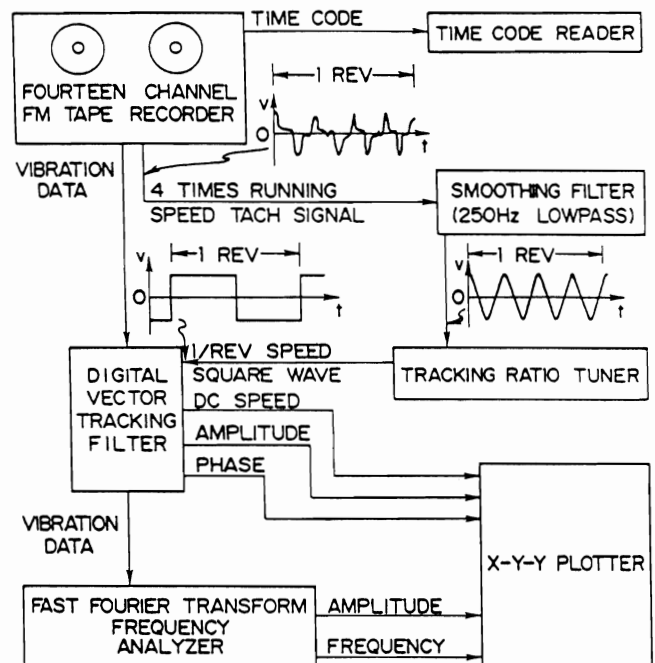 TIME CODE
TIME CODE READER
FOURTEEN CHANNEL
FM TAPE RECORDER
1 REV
V
O
t
VIBRATION
DATA
4 TIMES RUNNING
SPEED TACH SIGNAL
SMOOTHING FILTER
(250Hz LOWPASS)
1 REV
V
O
t
1 REV
V
O
t
1/REV SPEED
SQUARE WAVE
TRACKING RATIO TUNER
DIGITAL
VECTOR
TRACKING
FILTER
DC SPEED
AMPLITUDE
PHASE
VIBRATION
DATA
X-Y-Y PLOTTER
FAST FOURIER TRANSFORM
FREQUENCY
ANALYZER
AMPLITUDE
FREQUENCY